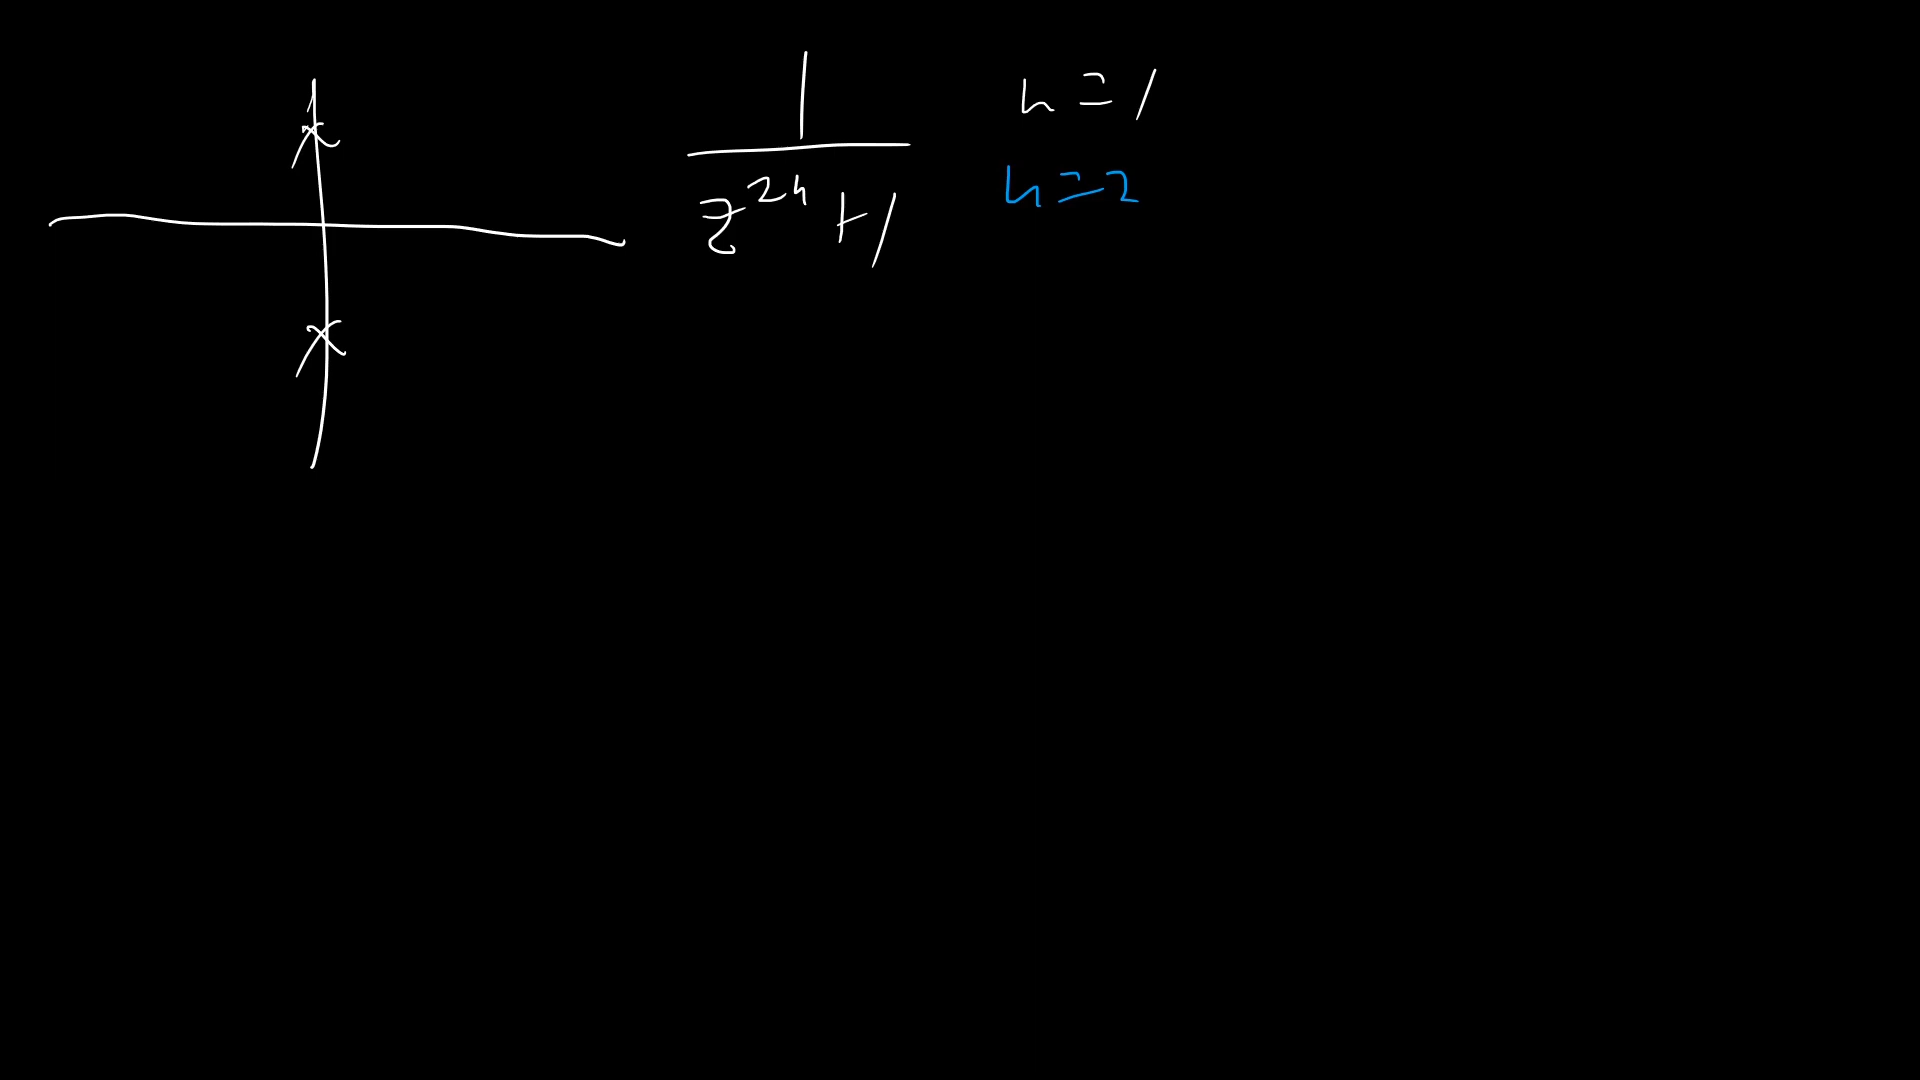 1
n = 1
z^{2n} + 1
n = 2